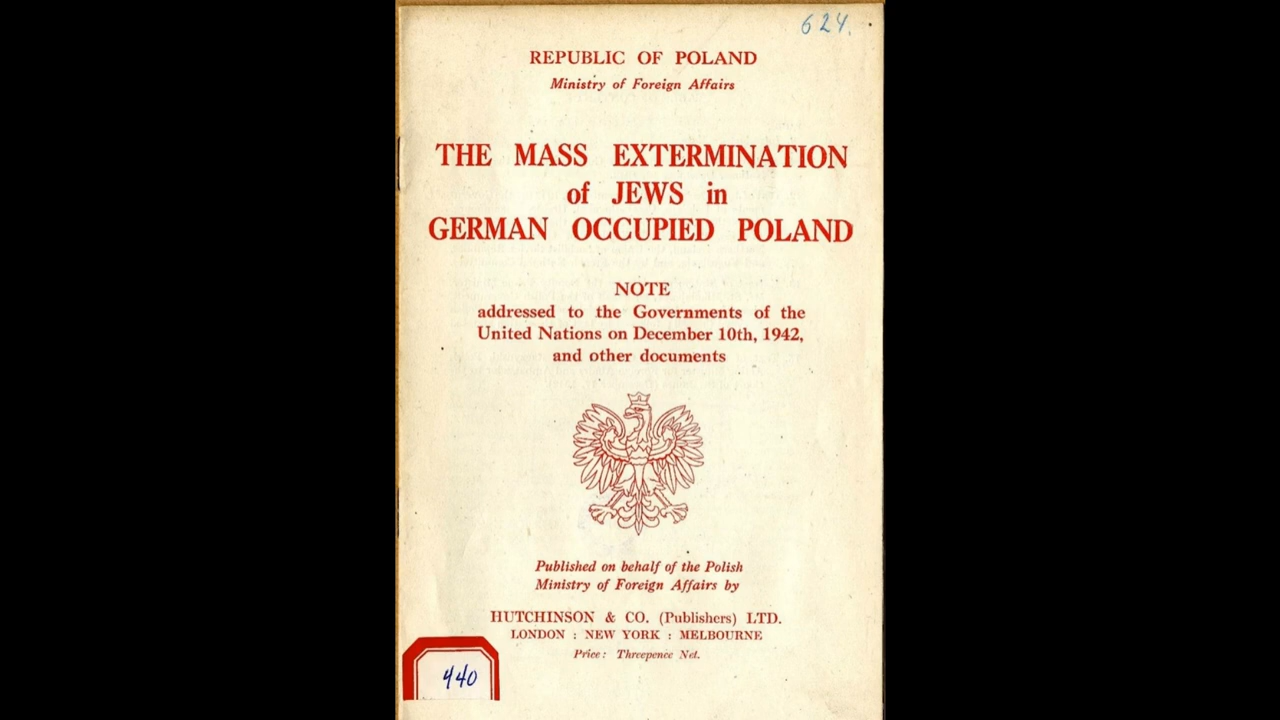 624.
REPUBLIC OF POLAND
Ministry of Foreign Affairs
THE MASS EXTERMINATION
of JEWS in
GERMAN OCCUPIED POLAND
NOTE
addressed to the Governments of the
United Nations on December 10th, 1942,
and other documents
Published on behalf of the Polish
Ministry of Foreign Affairs by
HUTCHINSON & CO. (Publishers) LTD.
LONDON : NEW YORK : MELBOURNE
Price: Threepence Net.
440